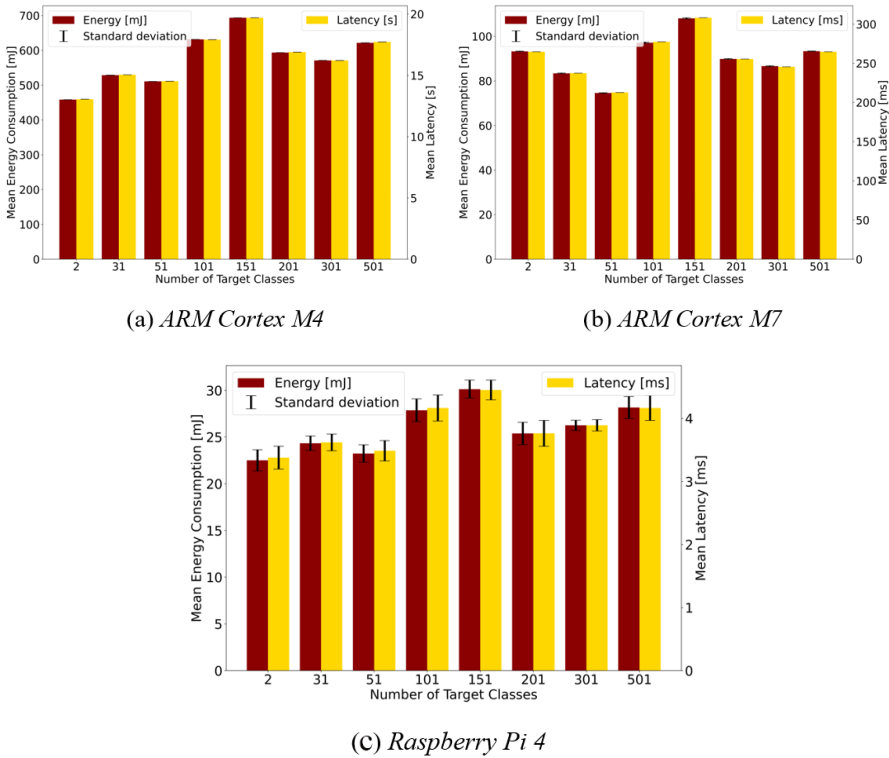 Energy [mJ]
Standard deviation
Latency [s]
Mean Energy Consumption [mJ]
700
600
500
400
300
200
100
0
20
15
10
5
0
Mean Latency [s]
2 31 51 101 151 201 301 501
Number of Target Classes
(a) ARM Cortex M4
Energy [mJ]
Standard deviation
Latency [ms]
Mean Energy Consumption [mJ]
100
80
60
40
20
0
300
250
200
150
100
50
0
Mean Latency [ms]
2 31 51 101 151 201 301 501
Number of Target Classes
(b) ARM Cortex M7
Energy [mJ]
Standard deviation
Latency [ms]
Mean Energy Consumption [mJ]
30
25
20
15
10
5
0
4
3
2
1
0
Mean Latency [ms]
2 31 51 101 151 201 301 501
Number of Target Classes
(c) Raspberry Pi 4